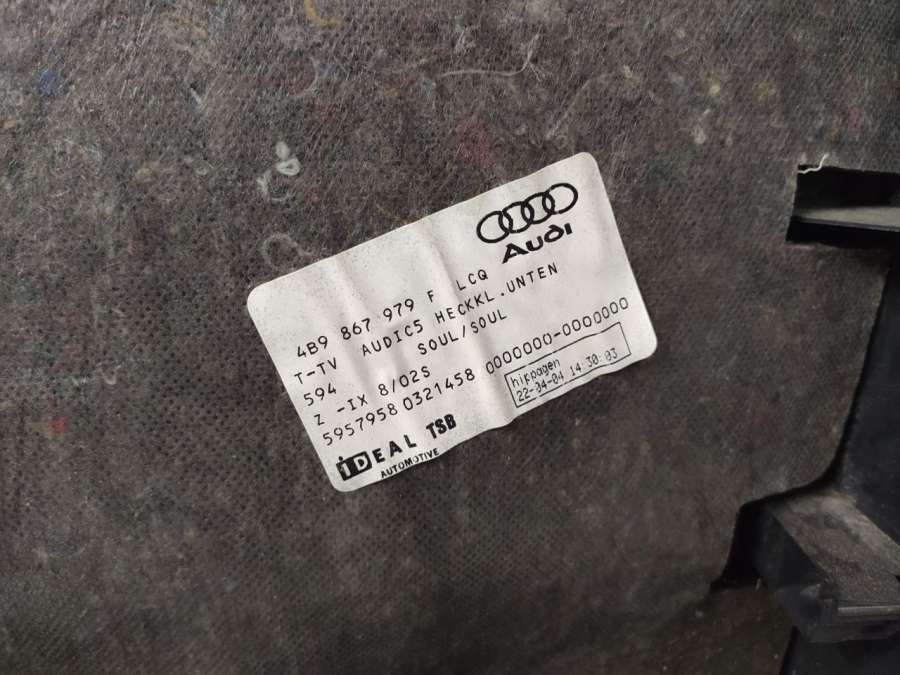 Audi
4B9 867 979 F LCQ
T-TV AUDIC5 HECKKL.UNTEN
594 SOUL/SOUL
Z -IX 8/02S
5957958 0321458 0000000-0000000
hippagen
22-04-04 14:30:03
iDEAL TSB
AUTOMOTIVE